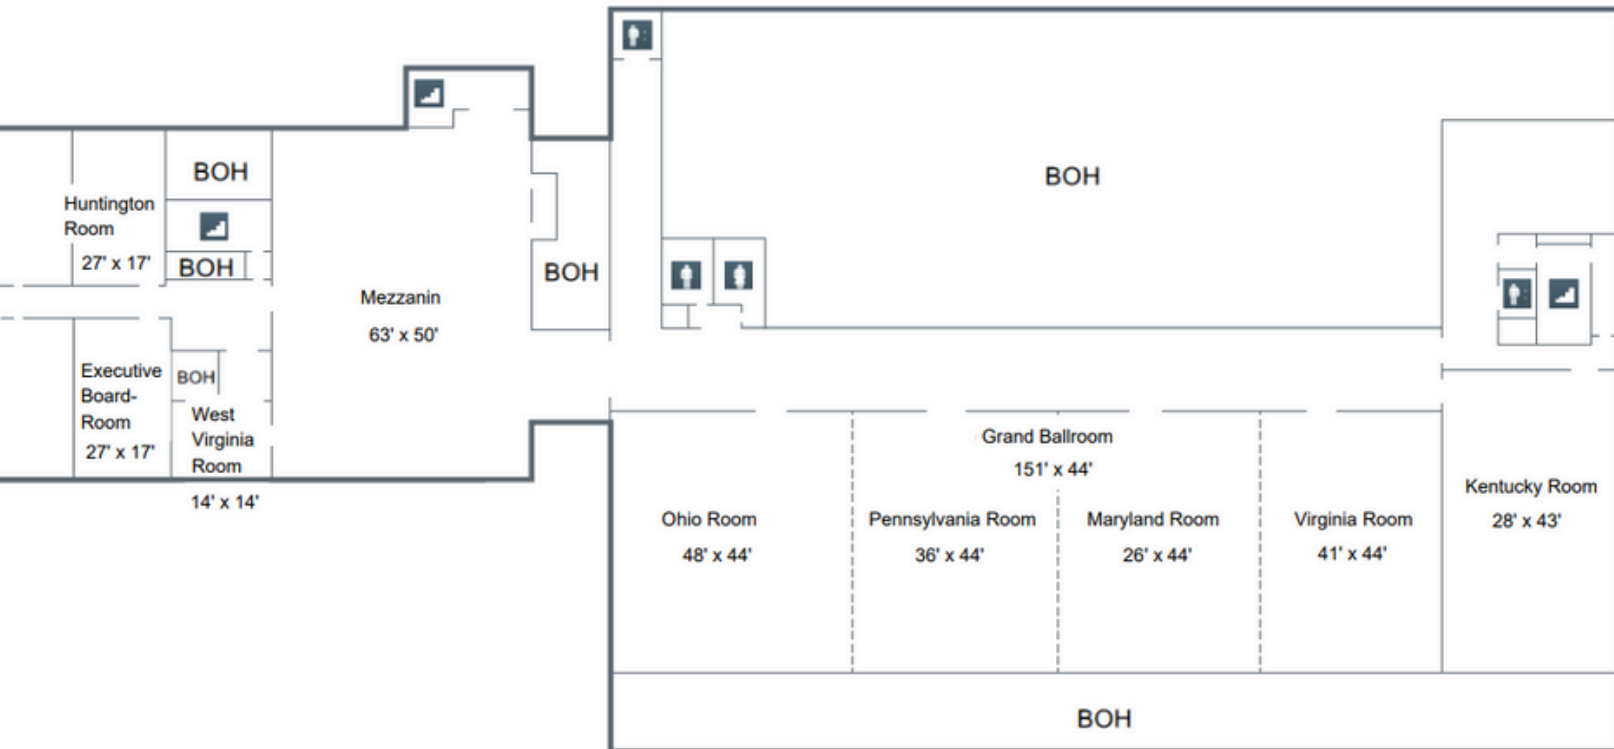 BOH
Huntington
Room
27' x 17'
BOH
BOH
Mezzanin
63' x 50'
BOH
Executive
Board-
Room
27' x 17'
BOH
West
Virginia
Room
14' x 14'
Grand Ballroom
151' x 44'
Ohio Room
48' x 44'
Pennsylvania Room
36' x 44'
Maryland Room
26' x 44'
Virginia Room
41' x 44'
Kentucky Room
28' x 43'
BOH